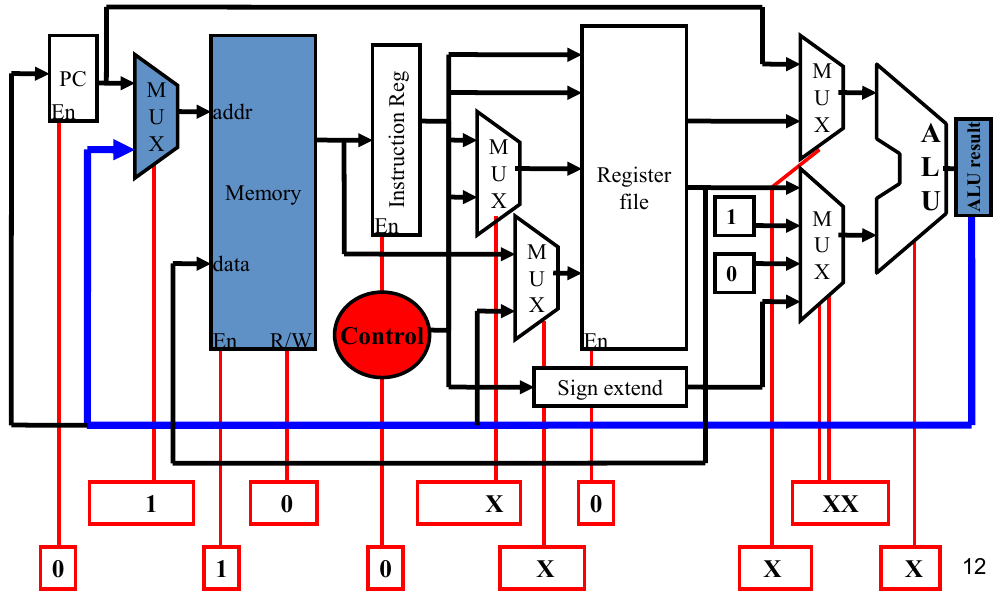 PC
En
M
U
X
addr
Memory
data
En
R/W
Instruction Reg
En
Control
M
U
X
M
U
X
Register
file
En
Sign extend
M
U
X
1
0
M
U
X
A
L
U
ALU result
1
0
X
0
XX
0
1
0
X
X
X
12